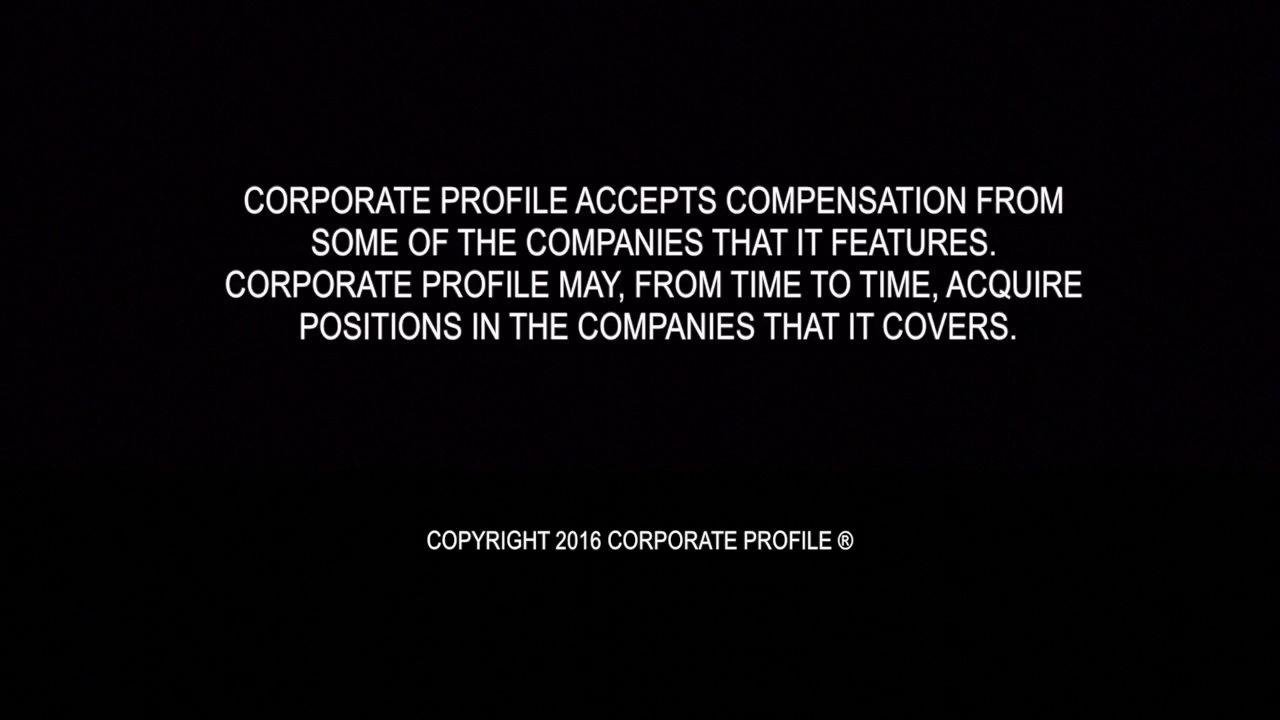 CORPORATE PROFILE ACCEPTS COMPENSATION FROM
SOME OF THE COMPANIES THAT IT FEATURES.
CORPORATE PROFILE MAY, FROM TIME TO TIME, ACQUIRE
POSITIONS IN THE COMPANIES THAT IT COVERS.
COPYRIGHT 2016 CORPORATE PROFILE ®